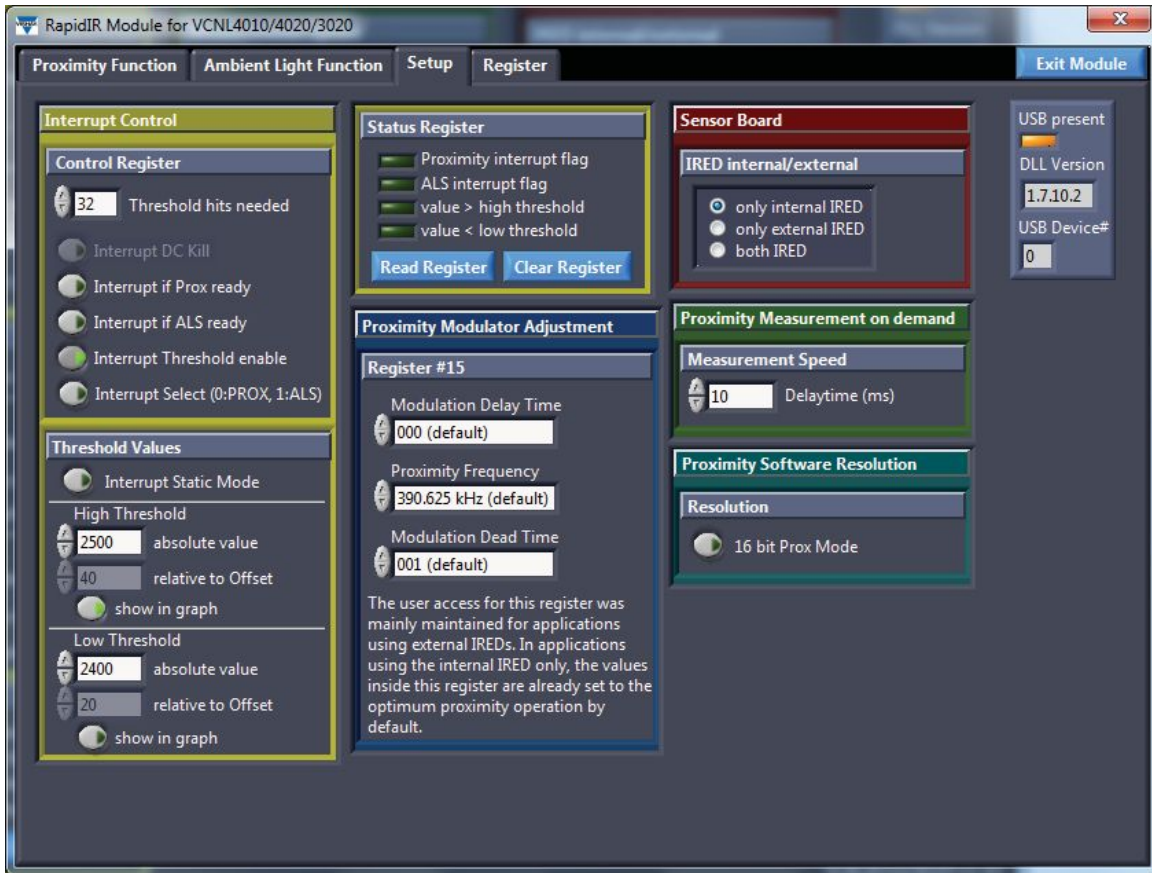 RapidIR Module for VCNL4010/4020/3020
Proximity Function
Ambient Light Function
Setup
Register
Exit Module
Interrupt Control
Control Register
32 Threshold hits needed
Interrupt DC Kill
Interrupt if Prox ready
Interrupt if ALS ready
Interrupt Threshold enable
Interrupt Select (0:PROX, 1:ALS)
Threshold Values
Interrupt Static Mode
High Threshold
2500 absolute value
40 relative to Offset
show in graph
Low Threshold
2400 absolute value
20 relative to Offset
show in graph
Status Register
Proximity interrupt flag
ALS interrupt flag
value > high threshold
value < low threshold
Read Register
Clear Register
Proximity Modulator Adjustment
Register #15
Modulation Delay Time
000 (default)
Proximity Frequency
390.625 kHz (default)
Modulation Dead Time
001 (default)
The user access for this register was
mainly maintained for applications
using external IREDs. In applications
using the internal IRED only, the values
inside this register are already set to the
optimum proximity operation by
default.
Sensor Board
IRED internal/external
only internal IRED
only external IRED
both IRED
Proximity Measurement on demand
Measurement Speed
10 Delaytime (ms)
Proximity Software Resolution
Resolution
16 bit Prox Mode
USB present
DLL Version
1.7.10.2
USB Device#
0